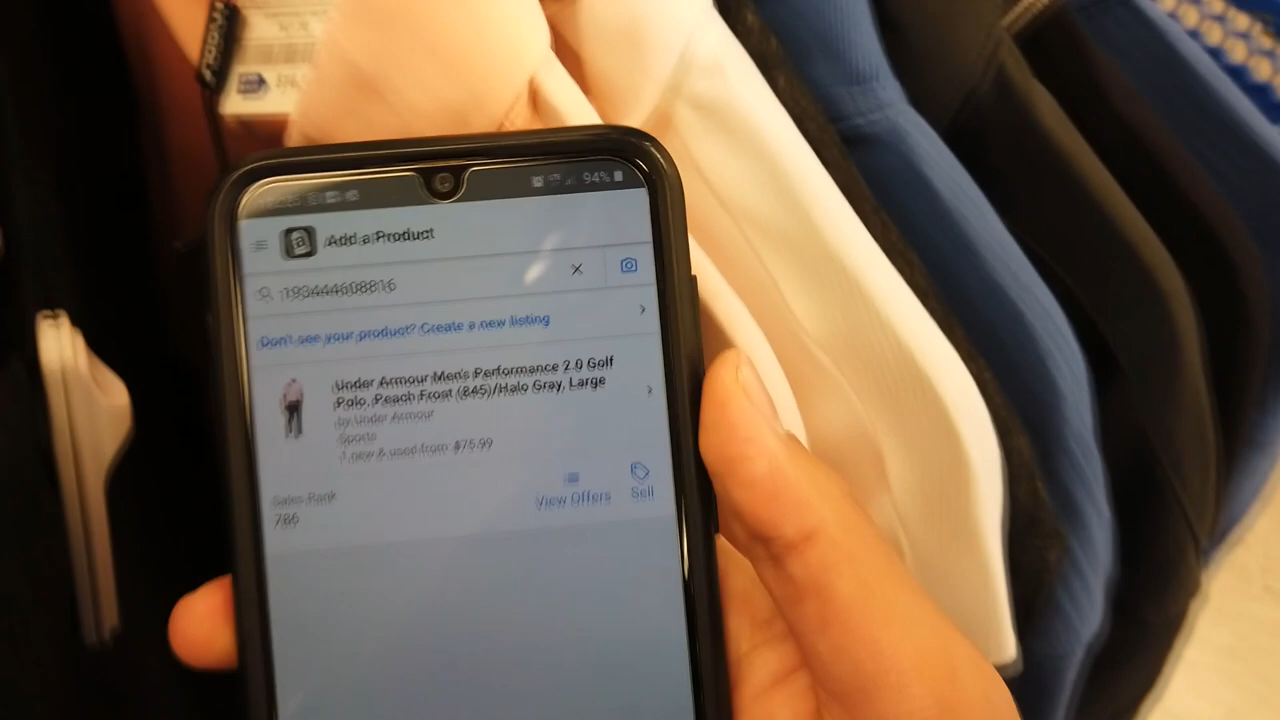 94%
Add a Product
193444608816
Don't see your product? Create a new listing
Under Armour Men's Performance 2.0 Golf
Polo, Peach Frost (845)/Halo Gray, Large
by Under Armour
Sports
1 new & used from $75.99
Sales Rank
786
View Offers
Sell